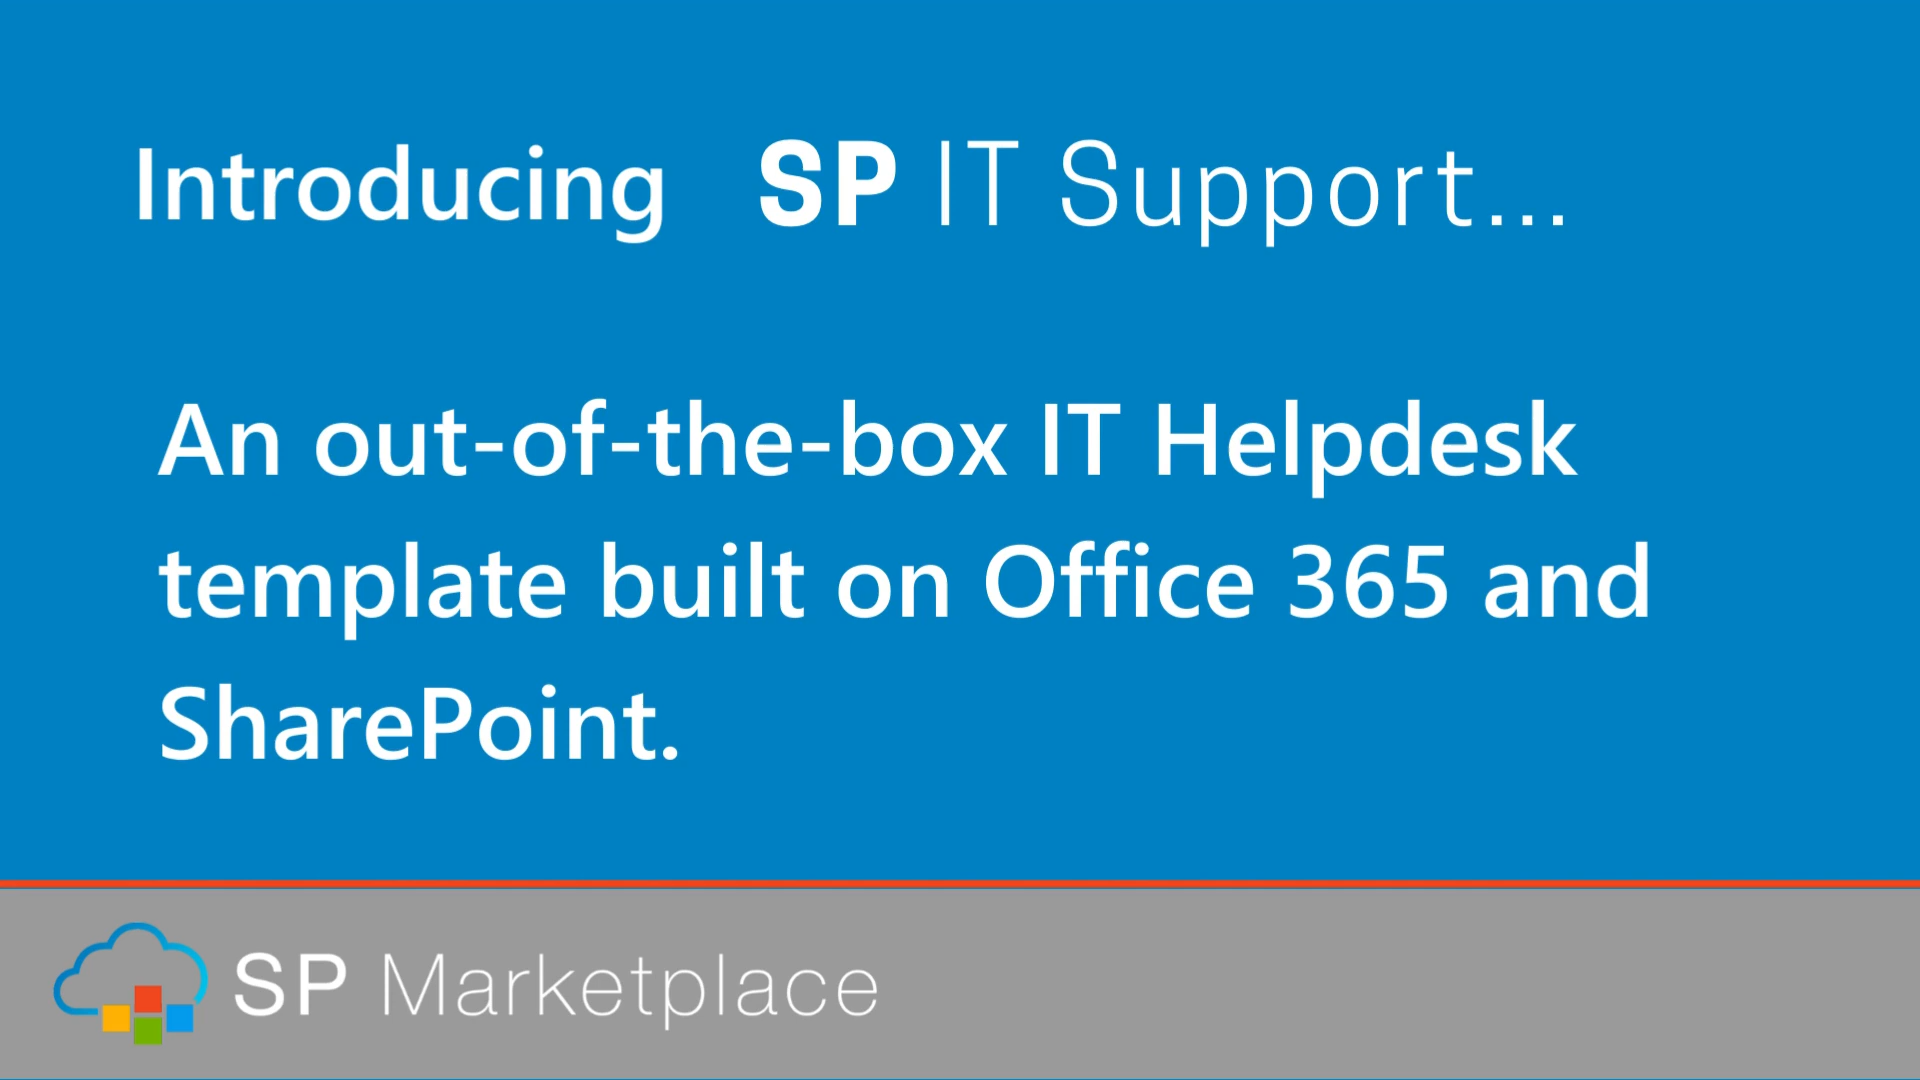 Introducing SP IT Support...
An out-of-the-box IT Helpdesk
template built on Office 365 and
SharePoint.
SP Marketplace